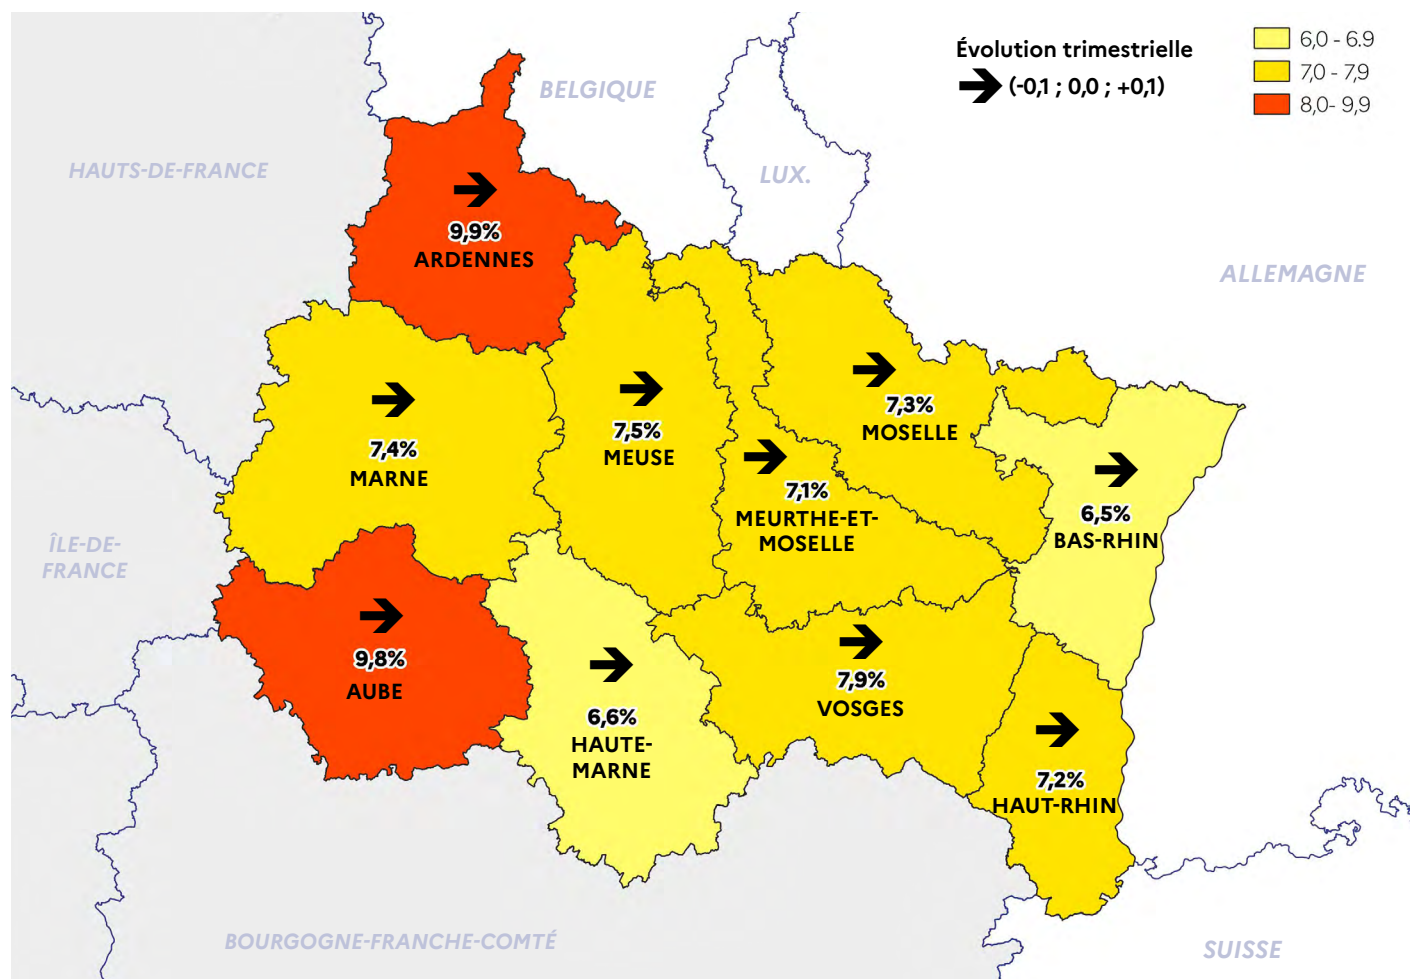 Évolution trimestrielle
(-0,1 ; 0,0 ; +0,1)
6,0 - 6.9
7,0 - 7,9
8,0- 9,9
BELGIQUE
HAUTS-DE-FRANCE
LUX.
9,9%
ARDENNES
ALLEMAGNE
7,3%
MOSELLE
7,5%
MEUSE
7,4%
MARNE
7,1%
MEURTHE-ET-
MOSELLE
6,5%
BAS-RHIN
ÎLE-DE-
FRANCE
9,8%
AUBE
7,9%
VOSGES
6,6%
HAUTE-
MARNE
7,2%
HAUT-RHIN
BOURGOGNE-FRANCHE-COMTÉ
SUISSE